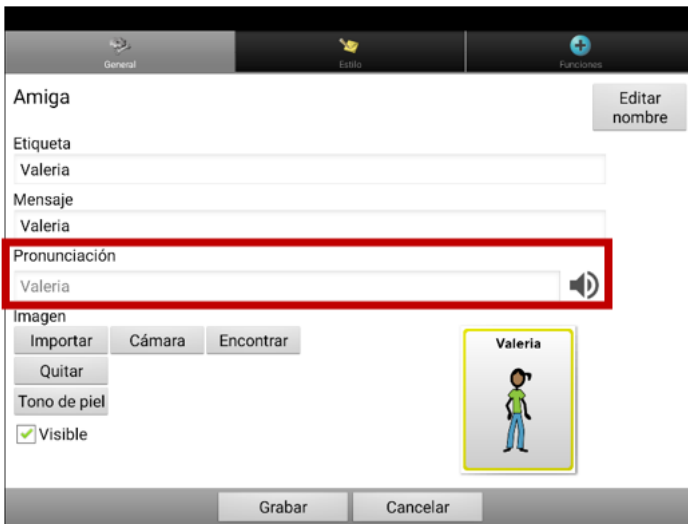 General
Estilo
Funciones
Amiga
Editar
nombre
Etiqueta
Valeria
Mensaje
Valeria
Pronunciación
Valeria
Imagen
Importar
Cámara
Encontrar
Valeria
Quitar
Tono de piel
Visible
Grabar
Cancelar